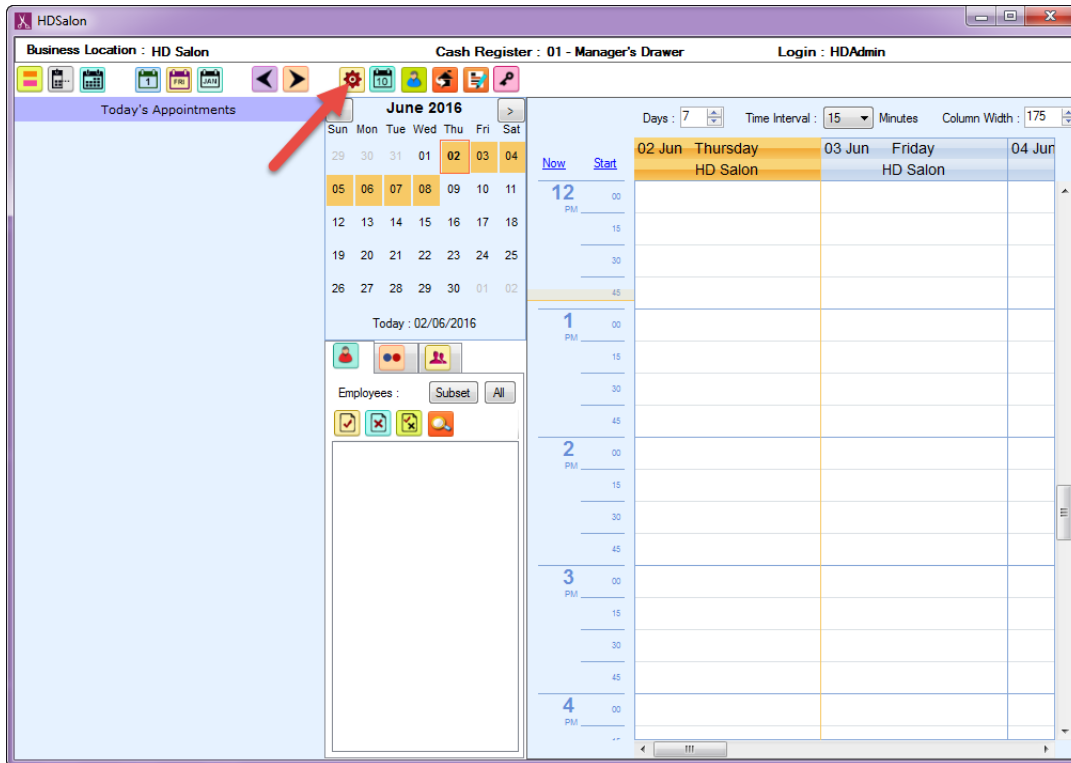 HDSalon
Business Location : HD Salon Cash Register : 01 - Manager's Drawer Login : HDAdmin
1 FRI JAN 10
Today's Appointments
June 2016 >
Sun Mon Tue Wed Thu Fri Sat
29 30 31 01 02 03 04
05 06 07 08 09 10 11
12 13 14 15 16 17 18
19 20 21 22 23 24 25
26 27 28 29 30 01 02
Today : 02/06/2016
Employees : Subset All
Days : 7 Time Interval : 15 Minutes Column Width : 175
Now Start
02 Jun Thursday 03 Jun Friday 04 Jun
HD Salon HD Salon
12 PM 00
15
30
45
1 PM 00
15
30
45
2 PM 00
15
30
45
3 PM 00
15
30
45
4 PM 00